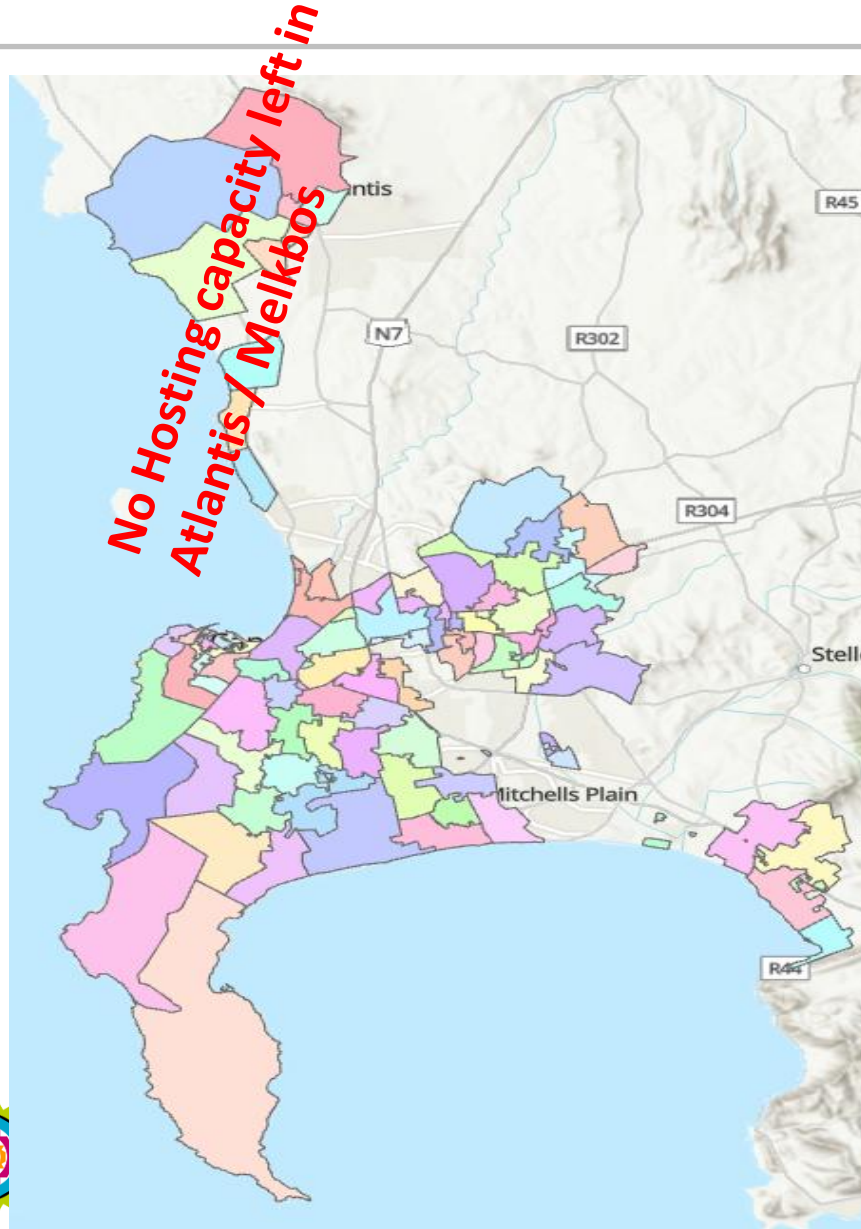 No Hosting capacity left in
Atlantis / Melkbos
ntis
R45
N7
R302
R304
Stell
Mitchells Plain
R44